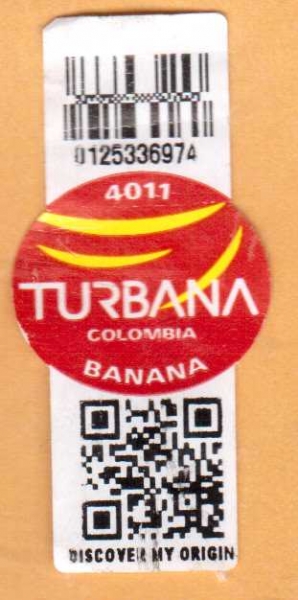 0125336974
4011
TURBANA
COLOMBIA
BANANA
DISCOVER MY ORIGIN